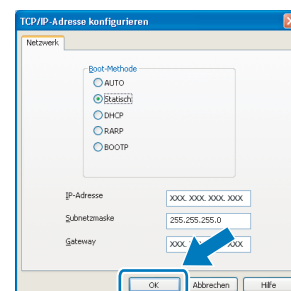 TCP/IP-Adresse konfigurieren
Netzwerk
Boot-Methode
AUTO
Statisch
DHCP
RARP
BOOTP
IP-Adresse XXX. XXX. XXX. XXX
Subnetzmaske 255.255.255.0
Gateway XXX. XX
OK Abbrechen Hilfe